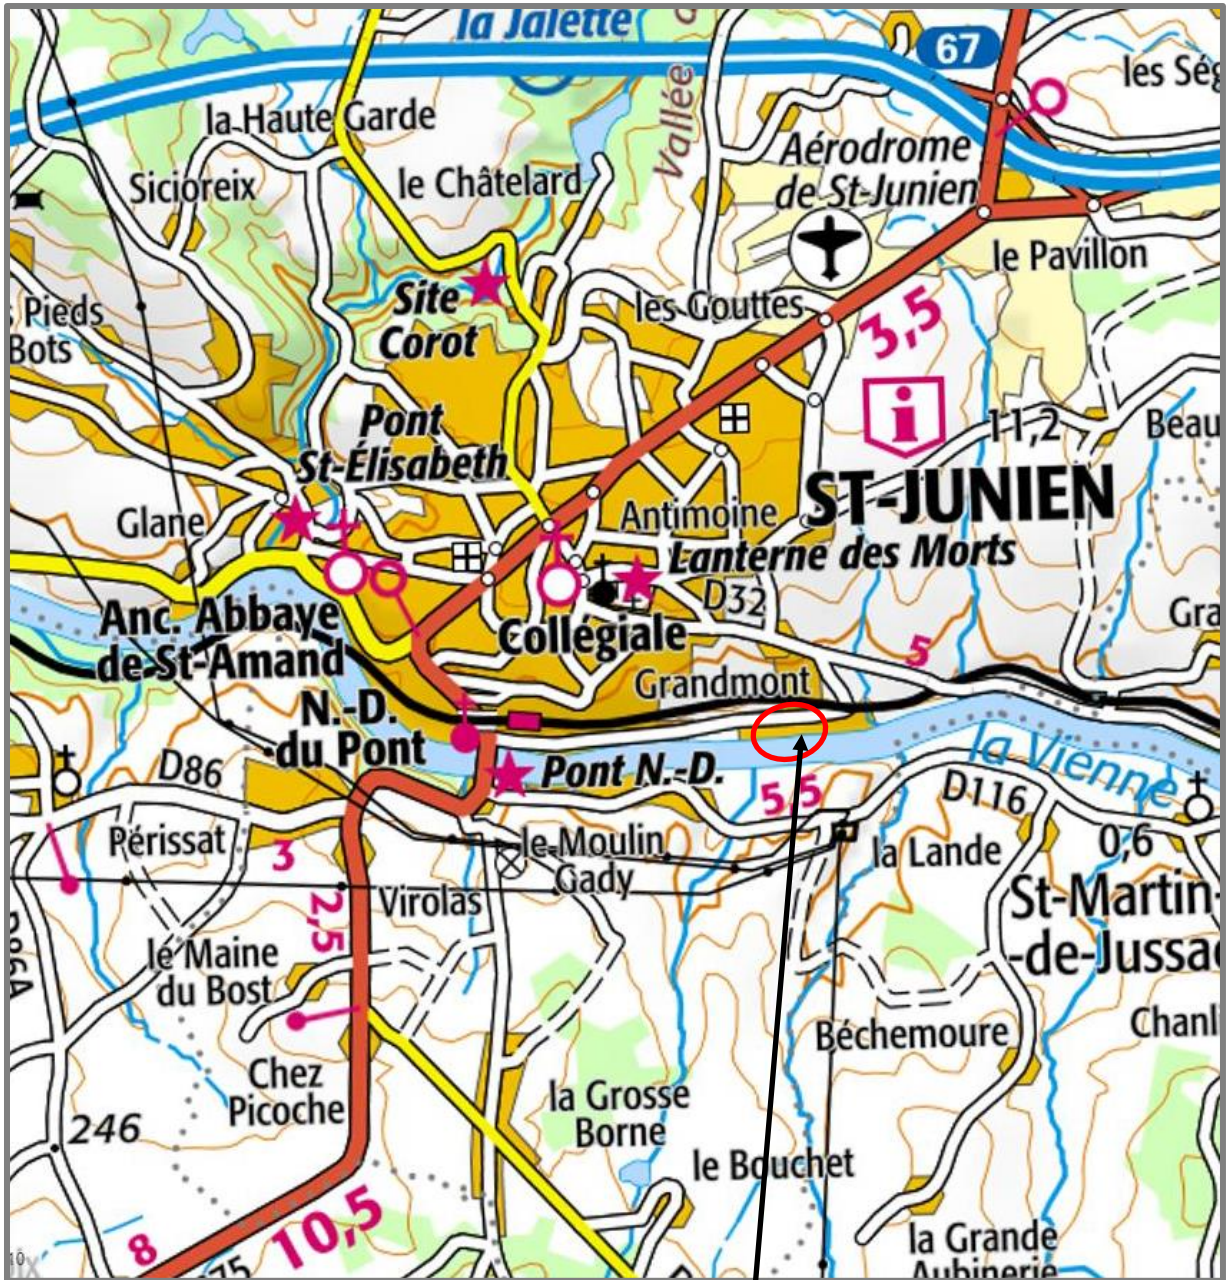 la Jalette
67
les Ség
la Haute Garde
Vallée
Aérodrome
de St-Junien
Sicioreix
le Châtelard
le Pavillon
Site
Corot
les Gouttes
Pieds
Bots
3,5
i
Pont
St-Élisabeth
11,2
Beau
ST-JUNIEN
Glane
Antimoine
Lanterne des Morts
D32
Anc. Abbaye
de St-Amand
Collégiale
Gra
5
Grandmont
N.-D.
du Pont
la Vienne
D86
Pont N.-D.
5,5
D116
Périssat
3
le Moulin
Gady
la Lande
0,6
St-Martin-
-de-Jussac
Virolas
2,5
le Maine
du Bost
Béchemoure
Chanl
Chez
Picoche
la Grosse
Borne
246
le Bouchet
10,5
8
75
la Grande
Aubinerie